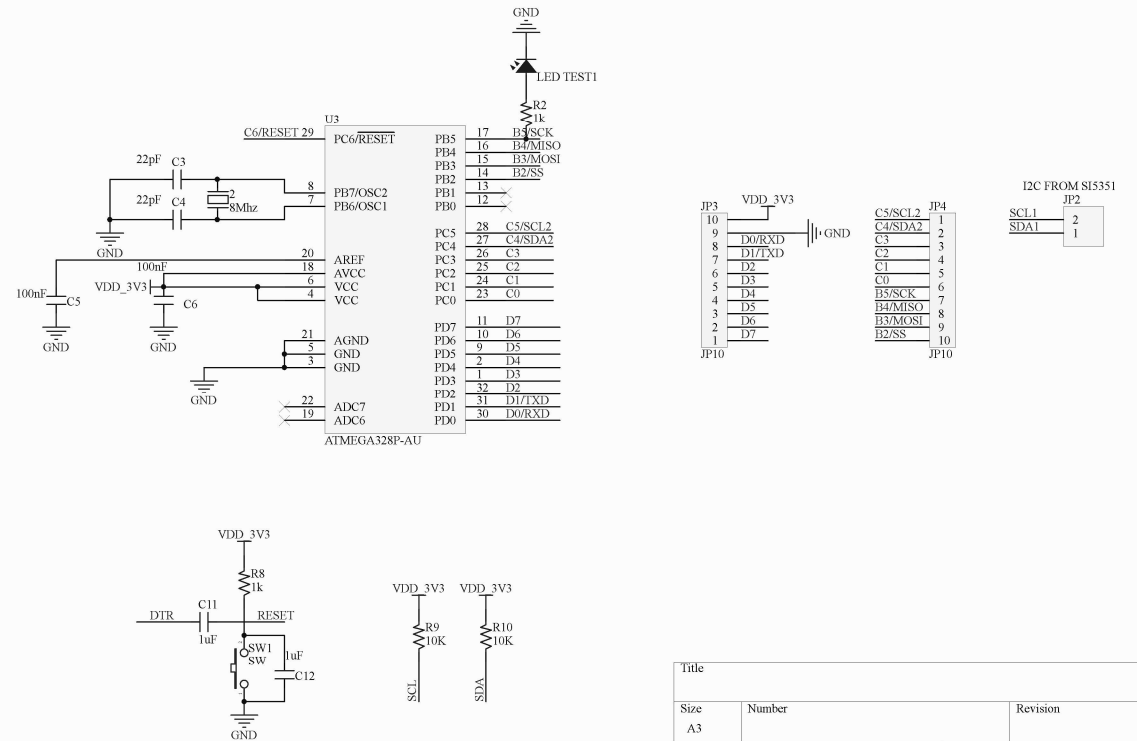 GND
LED TEST1
R2
1k
U3
C6/RESET 29 PC6/RESET
PB5 17 B5/SCK
PB4 16 B4/MISO
PB3 15 B3/MOSI
PB2 14 B2/SS
PB1 13
PB0 12
22pF C3
22pF C4
2
8Mhz
8 PB7/OSC2
7 PB6/OSC1
GND
PC5 28 C5/SCL2
PC4 27 C4/SDA2
PC3 26 C3
PC2 25 C2
PC1 24 C1
PC0 23 C0
20 AREF
100nF 18 AVCC
VDD_3V3 6 VCC
4 VCC
100nF C5
C6
GND
GND
PD7 11 D7
PD6 10 D6
PD5 9 D5
PD4 2 D4
PD3 1 D3
PD2 32 D2
PD1 31 D1/TXD
PD0 30 D0/RXD
21 AGND
5 GND
3 GND
GND
22 ADC7
19 ADC6
ATMEGA328P-AU
JP3 VDD_3V3
10
9 GND
8 D0/RXD
7 D1/TXD
6 D2
5 D3
4 D4
3 D5
2 D6
1 D7
JP10
JP4
C5/SCL2 1
C4/SDA2 2
C3 3
C2 4
C1 5
C0 6
B5/SCK 7
B4/MISO 8
B3/MOSI 9
B2/SS 10
JP10
I2C FROM SI5351
JP2
SCL1 2
SDA1 1
VDD_3V3
R8
1k
DTR
C11
1uF
RESET
SW1
SW
1uF
C12
GND
VDD_3V3
R9
10K
SCL
VDD_3V3
R10
10K
SDA
Title
Size Number Revision
A3